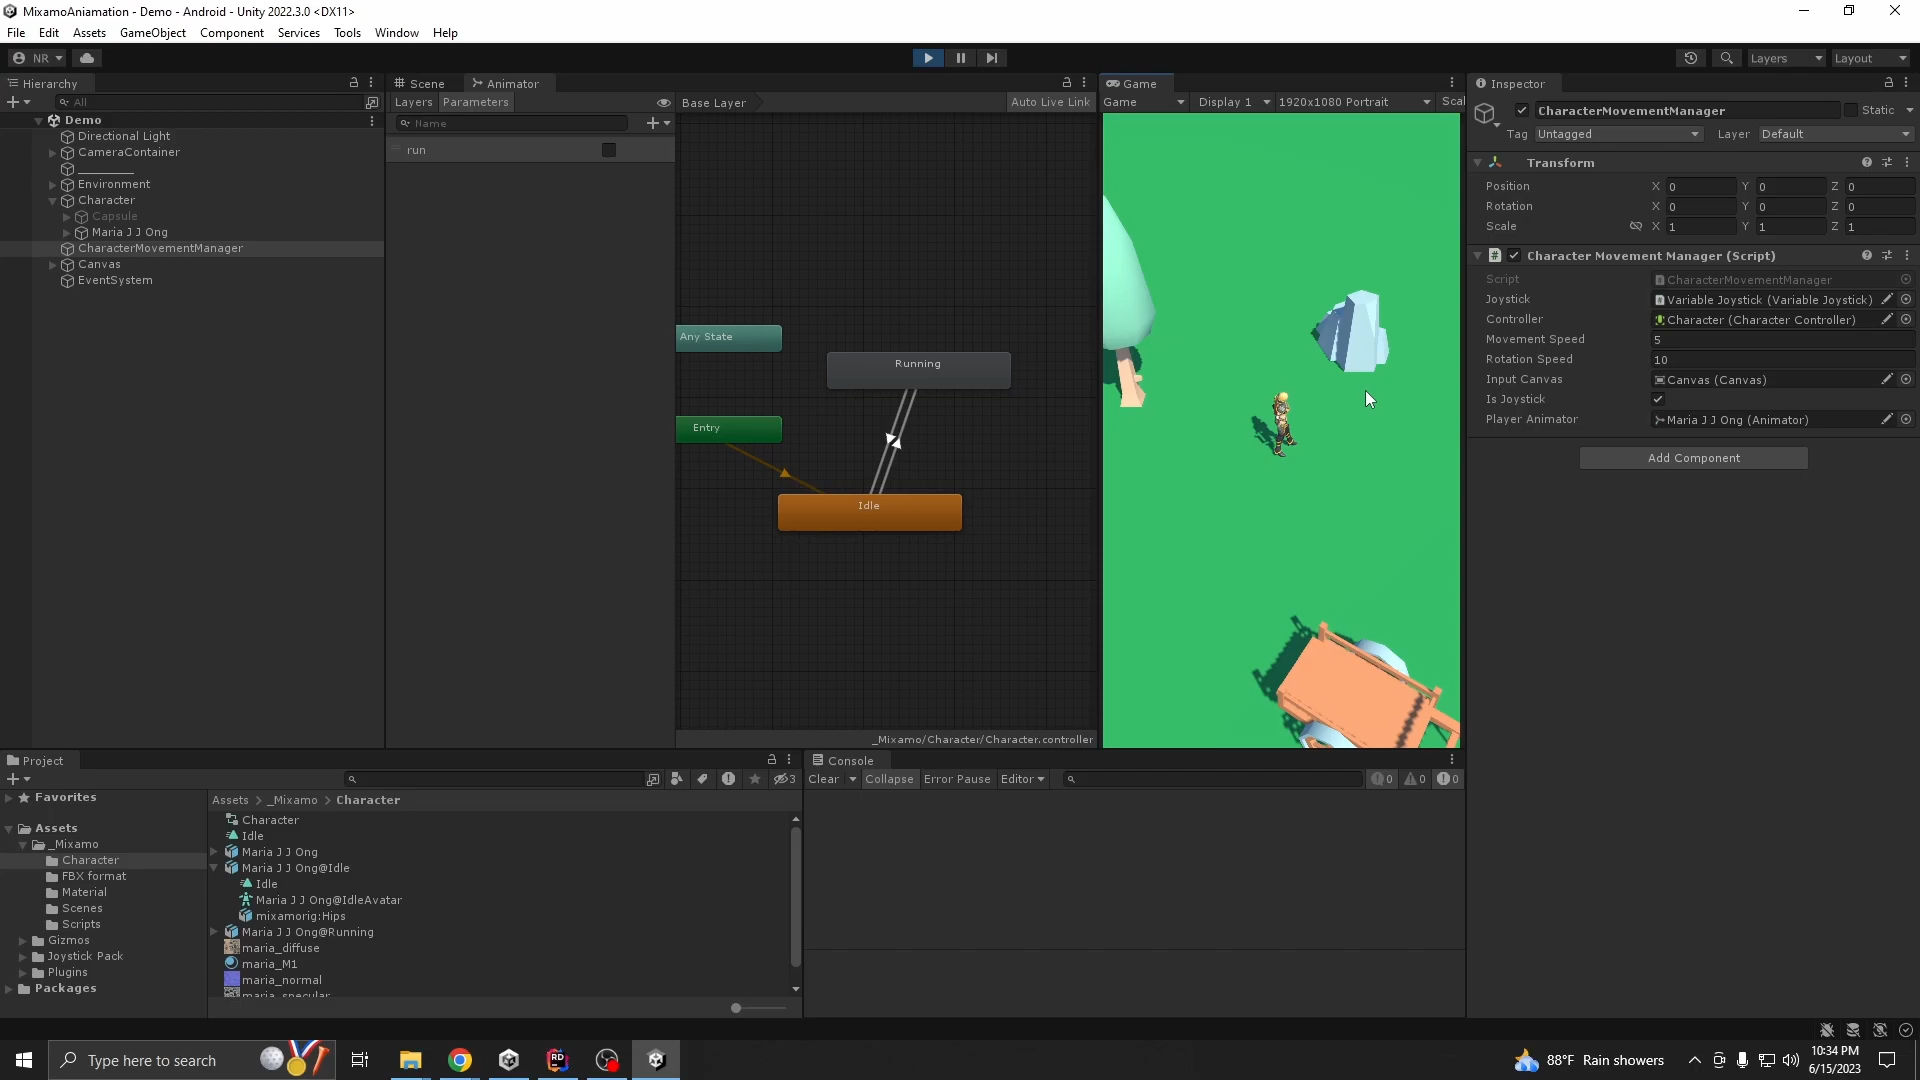 MixamoAniamation - Demo - Android - Unity 2022.3.0 <DX11>
File Edit Assets GameObject Component Services Tools Window Help
NR Layers Layout
Hierarchy
All
Demo
Directional Light
CameraContainer
_________
Environment
Character
Capsule
Maria J J Ong
CharacterMovementManager
Canvas
EventSystem
Scene Animator
Layers Parameters Base Layer Auto Live Link
Name
run
Any State
Running
Entry
Idle
_Mixamo/Character/Character.controller
Game
Game Display 1 1920x1080 Portrait Scal
Inspector
CharacterMovementManager Static
Tag Untagged Layer Default
Transform
Position X 0 Y 0 Z 0
Rotation X 0 Y 0 Z 0
Scale X 1 Y 1 Z 1
Character Movement Manager (Script)
Script CharacterMovementManager
Joystick Variable Joystick (Variable Joystick)
Controller Character (Character Controller)
Movement Speed 5
Rotation Speed 10
Input Canvas Canvas (Canvas)
Is Joystick
Player Animator Maria J J Ong (Animator)
Add Component
Project
3
Favorites
Assets
_Mixamo
Character
FBX format
Material
Scenes
Scripts
Gizmos
Joystick Pack
Plugins
Packages
Assets > _Mixamo > Character
Character
Idle
Maria J J Ong
Maria J J Ong@Idle
Idle
Maria J J Ong@IdleAvatar
mixamorig:Hips
Maria J J Ong@Running
maria_diffuse
maria_M1
maria_normal
maria_specular
Console
Clear Collapse Error Pause Editor 0 0 0
Type here to search
RD
88°F Rain showers
10:34 PM
6/15/2023